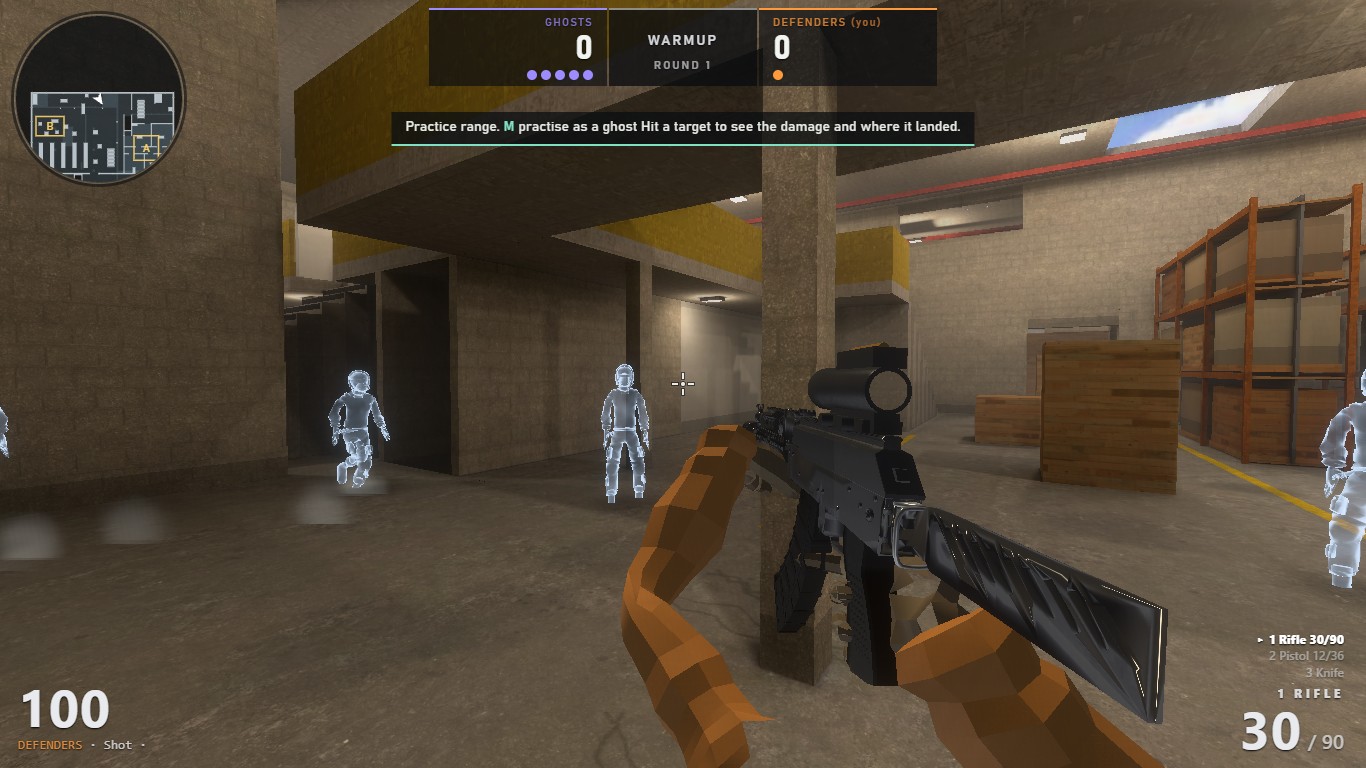 GHOSTS
0
WARMUP
ROUND 1
DEFENDERS (you)
0
Practice range. M practise as a ghost Hit a target to see the damage and where it landed.
B
A
100
DEFENDERS · Shot ·
▸ 1 Rifle 30/90
2 Pistol 12/36
3 Knife
1 RIFLE
30 / 90